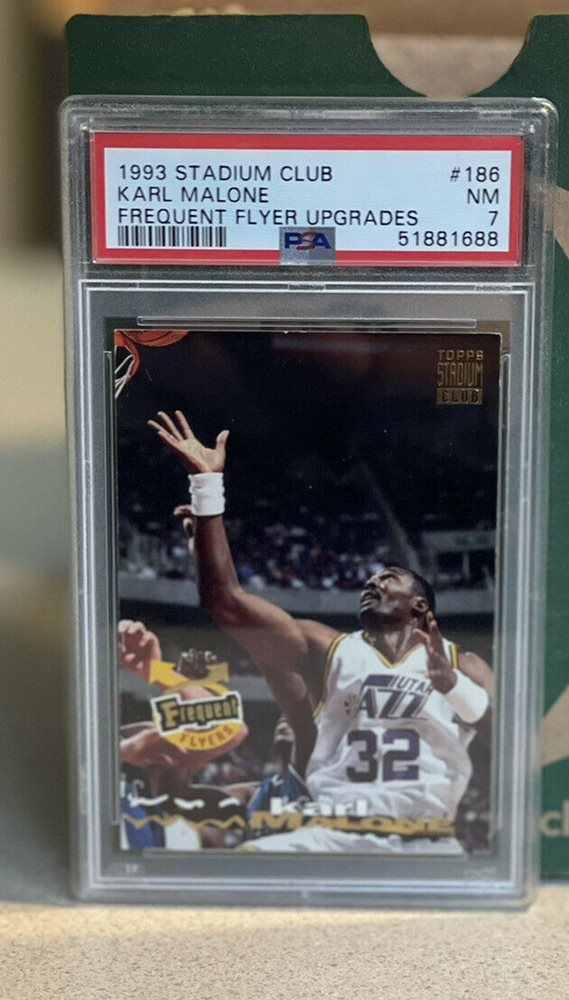 1993 STADIUM CLUB #186
KARL MALONE NM
FREQUENT FLYER UPGRADES 7
PSA 51881688
TOPPS
STADIUM
CLUB
UTAH
JAZZ
32
Frequent
FLYERS
karl
MALONE